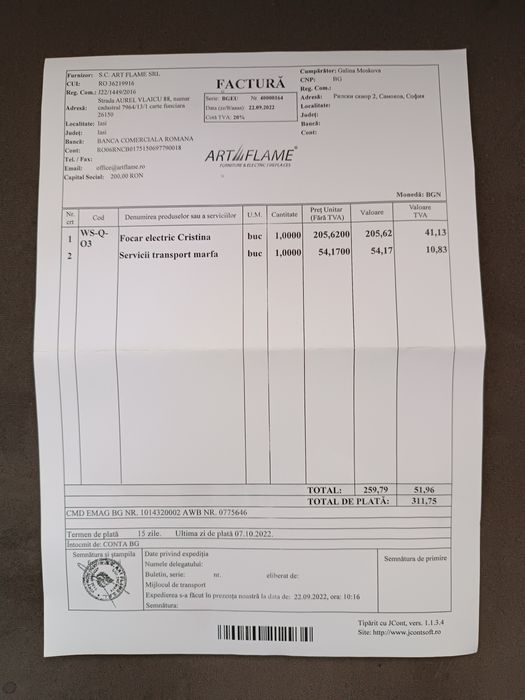 Furnizor: S.C. ART FLAME SRL
CUI: RO 36219916
Reg. Com.: J22/1449/2016
Adresă: Strada AUREL VLAICU 88, numar
cadastral 7964/13/1 carte funciara
26150
Localitate: Iasi
Județ: Iasi
Bancă: BANCA COMERCIALA ROMANA
Cont: RO06RNCB0175150697790018
Tel. / Fax:
Email: office@artflame.ro
Capital Social: 200,00 RON
FACTURĂ
Serie: BGEU Nr. 40000164
Data (zz/ll/aaaa): 22.09.2022
Cotă TVA: 20%
ART FLAME®
FURNITURE & ELECTRIC FIREPLACES
Cumpărător: Galina Moskova
CNP: BG
Reg. Com.:
Adresă: Рилски самор 2, Самоков, София
Localitate:
Județ:
Bancă:
Cont:
Monedă: BGN
Nr. crt Cod Denumirea produselor sau a serviciilor U.M. Cantitate Preț Unitar (Fără TVA) Valoare Valoare TVA
1 WS-Q-O3 Focar electric Cristina buc 1,0000 205,6200 205,62 41,13
2 Servicii transport marfa buc 1,0000 54,1700 54,17 10,83
TOTAL: 259,79 51,96
TOTAL DE PLATĂ: 311,75
CMD EMAG BG NR. 1014320002 AWB NR. 0775646
Termen de plată 15 zile. Ultima zi de plată 07.10.2022.
Întocmit de: CONTA BG
Semnătura și ștampila
Date privind expediția
Numele delegatului:
Buletin, serie: nr. eliberat de:
Mijlocul de transport
Expedierea s-a făcut în prezența noastră la data de: 22.09.2022, ora: 10:16
Semnătura:
Semnătura de primire
Tipărit cu JCont, vers. 1.1.3.4
Site: http://www.jcontsoft.ro